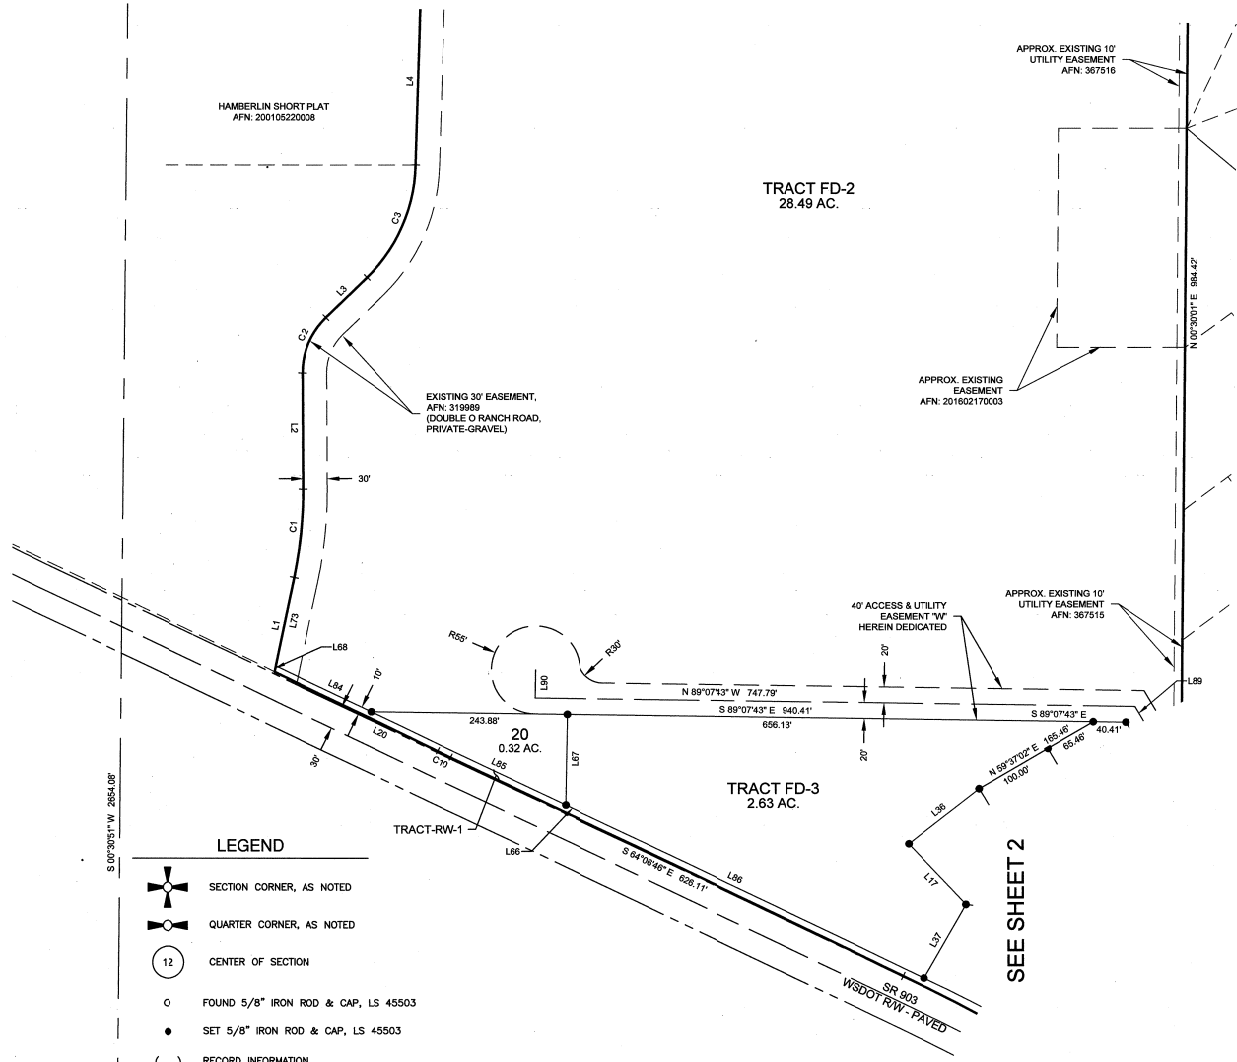 APPROX. EXISTING 10'
UTILITY EASEMENT
AFN: 367516
L4
HAMBERLIN SHORT PLAT
AFN: 200105220008
TRACT FD-2
28.49 AC.
C3
N 00°30'01" E 984.42'
L3
C2
APPROX. EXISTING
EASEMENT
AFN: 201602170003
EXISTING 30' EASEMENT,
AFN: 319989
(DOUBLE O RANCH ROAD,
PRIVATE-GRAVEL)
L2
30'
C1
APPROX. EXISTING 10'
UTILITY EASEMENT
AFN: 367515
40' ACCESS & UTILITY
EASEMENT "W"
HEREIN DEDICATED
L1
L73
L68
R55'
R30'
20'
L84
10'
L90
N 89°07'43" W 747.79'
L89
S 89°07'43" E 940.41'
S 89°07'43" E
243.88'
656.13'
40.41'
L20
20
0.32 AC.
20'
30'
C10
L85
L67
N 59°37'02" E 165.46'
65.46'
100.00'
S 00°30'51" W 2654.08'
TRACT FD-3
2.63 AC.
L36
TRACT-RW-1
L66
S 64°06'46" E 626.11'
L86
L17
L37
SEE SHEET 2
SR 903
WSDOT R/W - PAVED
LEGEND
SECTION CORNER, AS NOTED
QUARTER CORNER, AS NOTED
12
CENTER OF SECTION
FOUND 5/8" IRON ROD & CAP, LS 45503
SET 5/8" IRON ROD & CAP, LS 45503
( ) RECORD INFORMATION